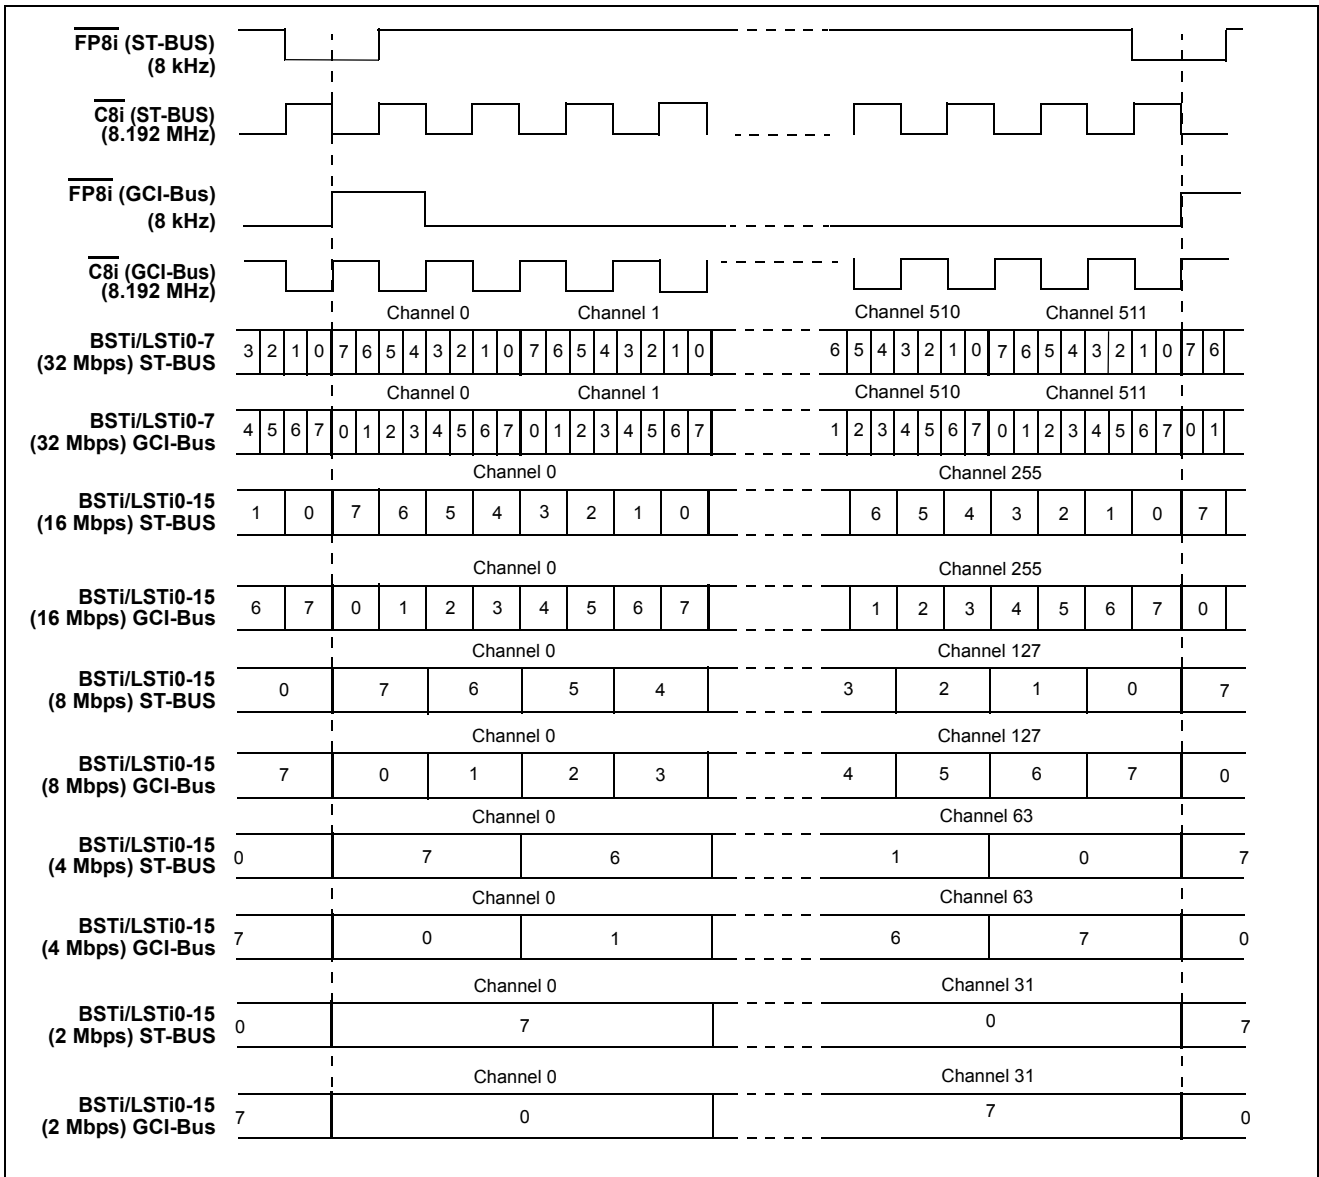 FP8i (ST-BUS)
(8 kHz)
C8i (ST-BUS)
(8.192 MHz)
FP8i (GCI-Bus)
(8 kHz)
C8i (GCI-Bus)
(8.192 MHz)
Channel 0 Channel 1 Channel 510 Channel 511
BSTi/LSTi0-7
(32 Mbps) ST-BUS
3 2 1 0 7 6 5 4 3 2 1 0 7 6 5 4 3 2 1 0 6 5 4 3 2 1 0 7 6 5 4 3 2 1 0 7 6
Channel 0 Channel 1 Channel 510 Channel 511
BSTi/LSTi0-7
(32 Mbps) GCI-Bus
4 5 6 7 0 1 2 3 4 5 6 7 0 1 2 3 4 5 6 7 1 2 3 4 5 6 7 0 1 2 3 4 5 6 7 0 1
Channel 0 Channel 255
BSTi/LSTi0-15
(16 Mbps) ST-BUS
1 0 7 6 5 4 3 2 1 0 6 5 4 3 2 1 0 7
Channel 0 Channel 255
BSTi/LSTi0-15
(16 Mbps) GCI-Bus
6 7 0 1 2 3 4 5 6 7 1 2 3 4 5 6 7 0
Channel 0 Channel 127
BSTi/LSTi0-15
(8 Mbps) ST-BUS
0 7 6 5 4 3 2 1 0 7
Channel 0 Channel 127
BSTi/LSTi0-15
(8 Mbps) GCI-Bus
7 0 1 2 3 4 5 6 7 0
Channel 0 Channel 63
BSTi/LSTi0-15
(4 Mbps) ST-BUS
0 7 6 1 0 7
Channel 0 Channel 63
BSTi/LSTi0-15
(4 Mbps) GCI-Bus
7 0 1 6 7 0
Channel 0 Channel 31
BSTi/LSTi0-15
(2 Mbps) ST-BUS
0 7 0 7
Channel 0 Channel 31
BSTi/LSTi0-15
(2 Mbps) GCI-Bus
7 0 7 0